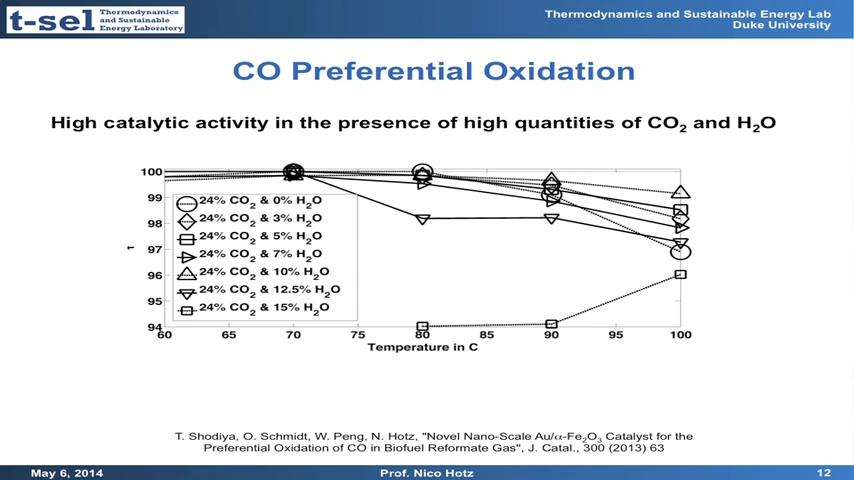 t-sel Thermodynamics
and Sustainable
Energy Laboratory
Thermodynamics and Sustainable Energy Lab
Duke University
CO Preferential Oxidation
High catalytic activity in the presence of high quantities of CO₂ and H₂O
100
99
98
97
96
95
94
24% CO₂ & 0% H₂O
24% CO₂ & 3% H₂O
24% CO₂ & 5% H₂O
24% CO₂ & 7% H₂O
24% CO₂ & 10% H₂O
24% CO₂ & 12.5% H₂O
24% CO₂ & 15% H₂O
60 65 70 75 80 85 90 95 100
Temperature in C
T. Shodiya, O. Schmidt, W. Peng, N. Hotz, "Novel Nano-Scale Au/α-Fe₂O₃ Catalyst for the
Preferential Oxidation of CO in Biofuel Reformate Gas", J. Catal., 300 (2013) 63
May 6, 2014 Prof. Nico Hotz 12